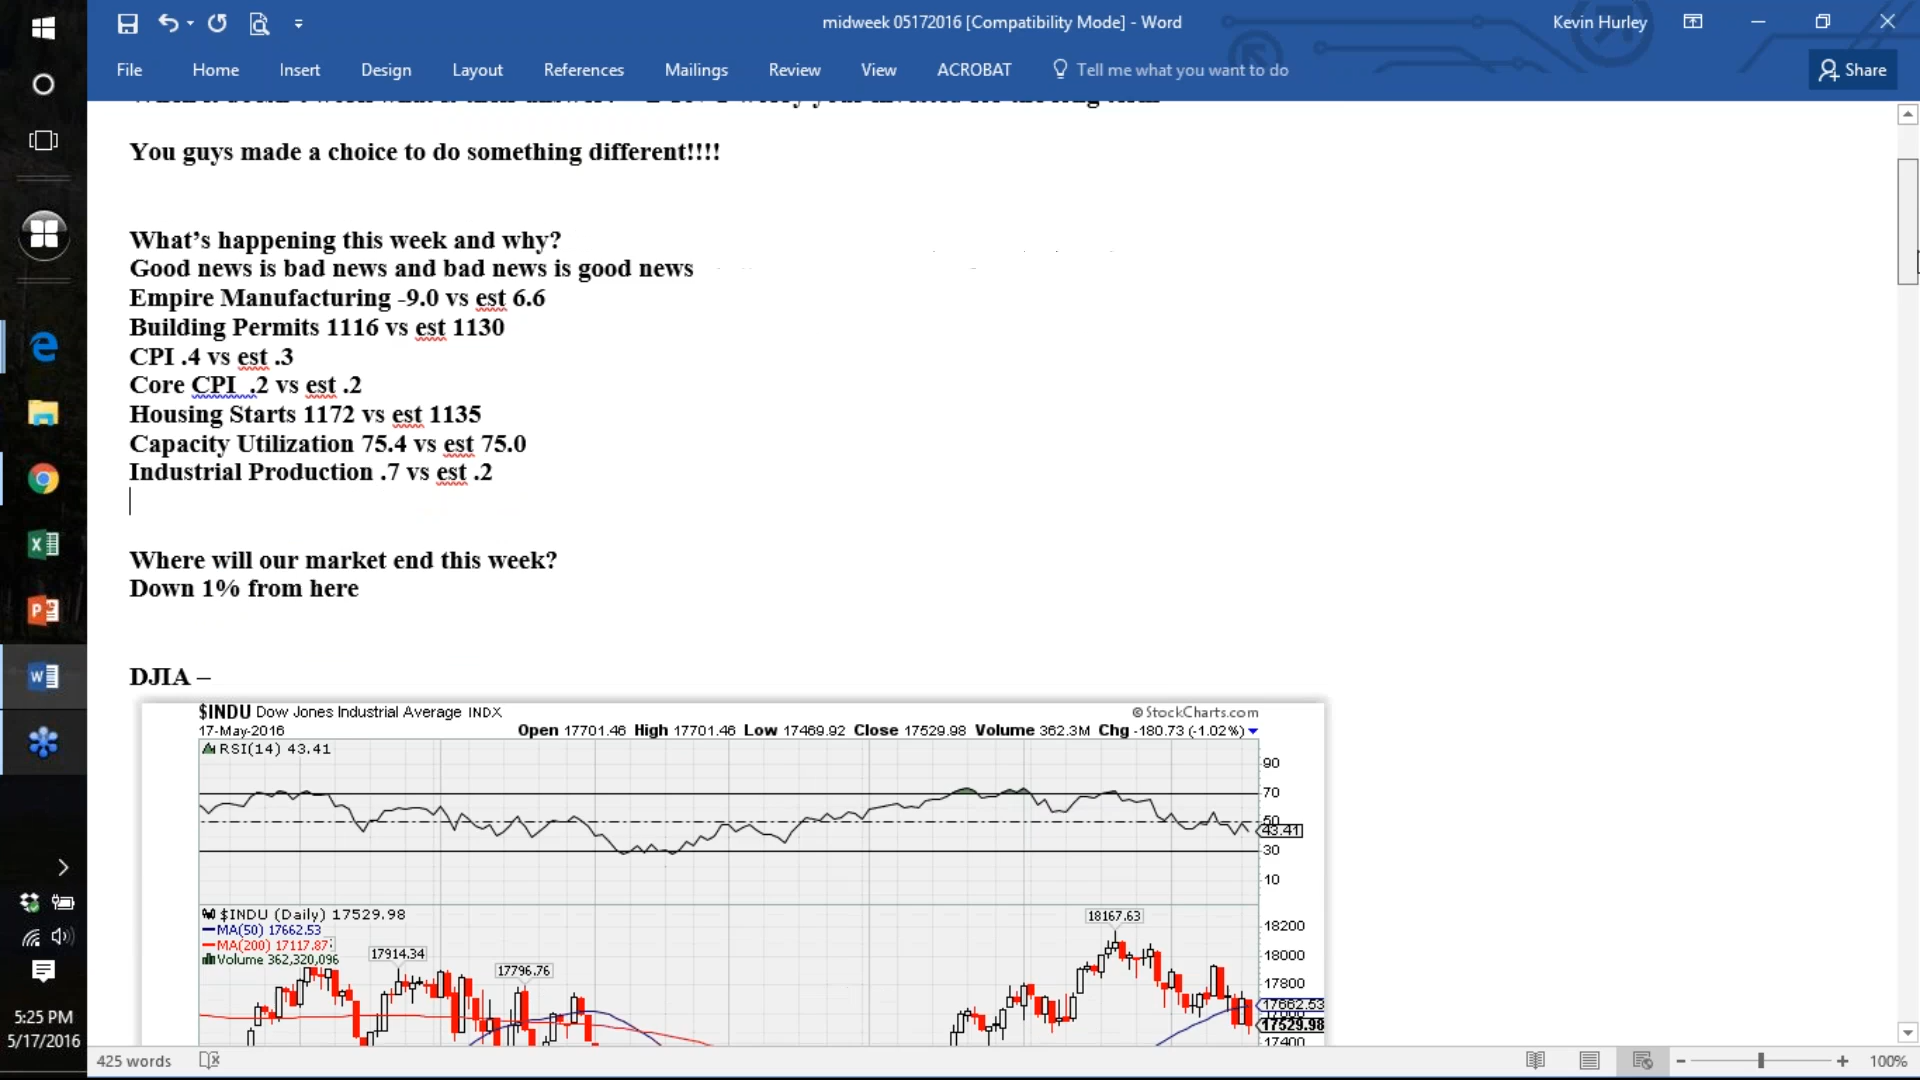 midweek 05172016 [Compatibility Mode] - Word
Kevin Hurley
File Home Insert Design Layout References Mailings Review View ACROBAT Tell me what you want to do Share
You guys made a choice to do something different!!!!
What's happening this week and why?
Good news is bad news and bad news is good news
Empire Manufacturing -9.0 vs est 6.6
Building Permits 1116 vs est 1130
CPI .4 vs est .3
Core CPI .2 vs est .2
Housing Starts 1172 vs est 1135
Capacity Utilization 75.4 vs est 75.0
Industrial Production .7 vs est .2
Where will our market end this week?
Down 1% from here
DJIA –
$INDU Dow Jones Industrial Average INDX
© StockCharts.com
17-May-2016
Open 17701.46 High 17701.46 Low 17469.92 Close 17529.98 Volume 362.3M Chg -180.73 (-1.02%)
RSI(14) 43.41
90
70
50
43.41
30
10
$INDU (Daily) 17529.98
MA(50) 17662.53
MA(200) 17117.87
Volume 362,320,096
17914.34
17796.76
18167.63
18200
18000
17800
17662.53
17529.98
17400
5:25 PM
5/17/2016
425 words
100%